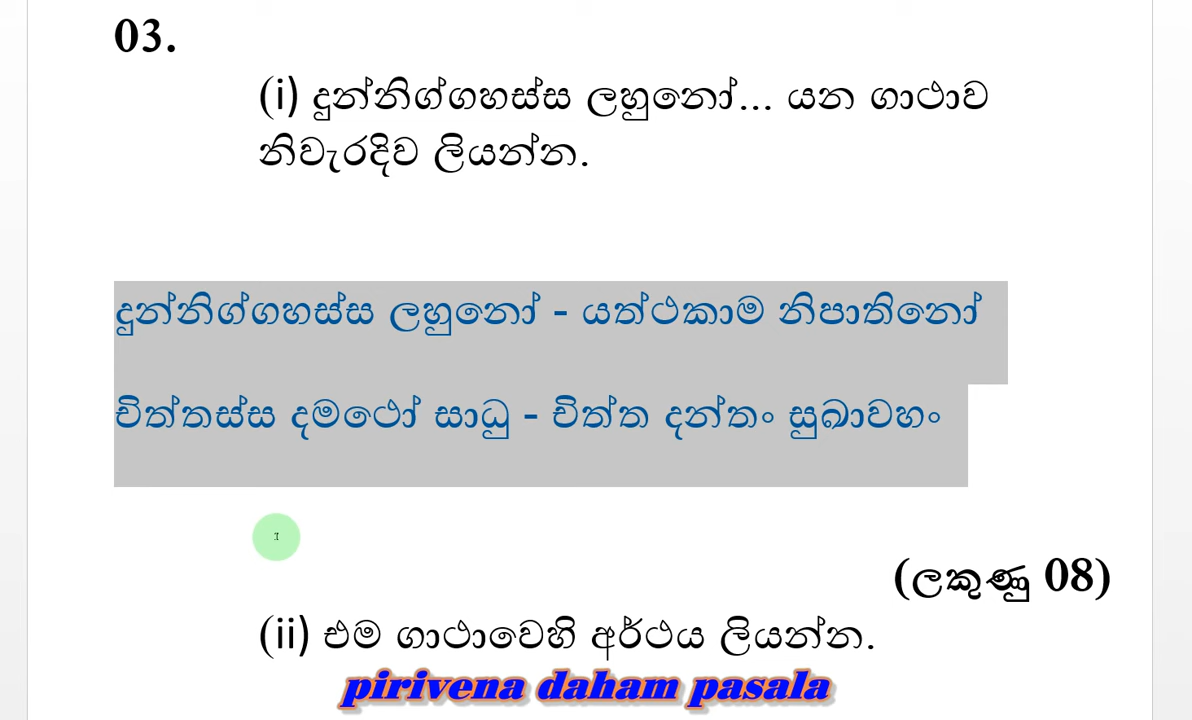 03.
(i) දුන්නිග්ගහස්ස ලහුනෝ... යන ගාථාව
නිවැරදිව ලියන්න.
දුන්නිග්ගහස්ස ලහුනෝ - යත්ථකාම නිපාතිනෝ
චිත්තස්ස දමථෝ සාධු - චිත්ත දන්තං සුඛාවහං
(ලකුණු 08)
(ii) එම ගාථාවෙහි අර්ථය ලියන්න.
pirivena daham pasala